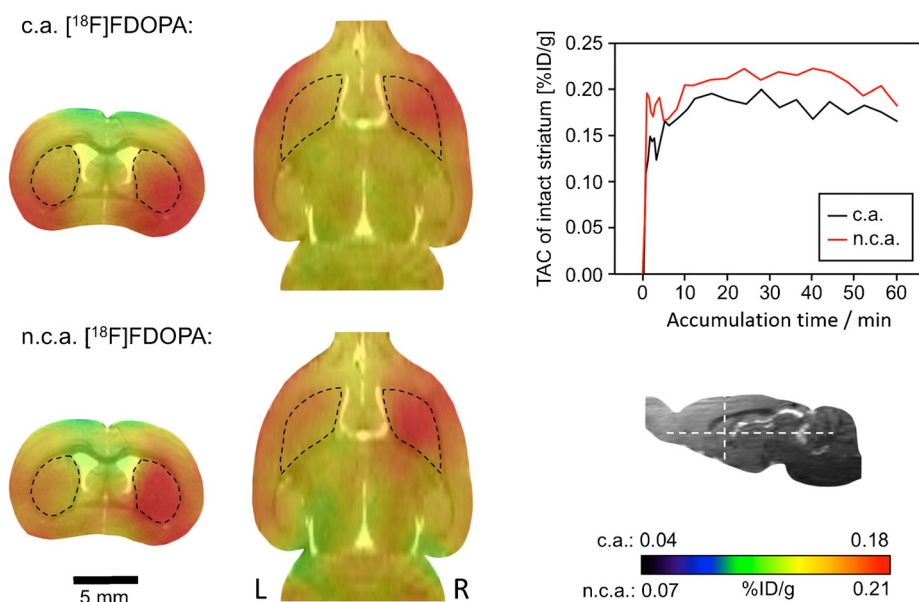 c.a. [¹⁸F]FDOPA:
n.c.a. [¹⁸F]FDOPA:
5 mm
L
R
TAC of intact striatum [%ID/g]
0.25
0.20
0.15
0.10
0.05
0.00
c.a.
n.c.a.
0 10 20 30 40 50 60
Accumulation time / min
c.a.: 0.04 0.18
n.c.a.: 0.07 %ID/g 0.21